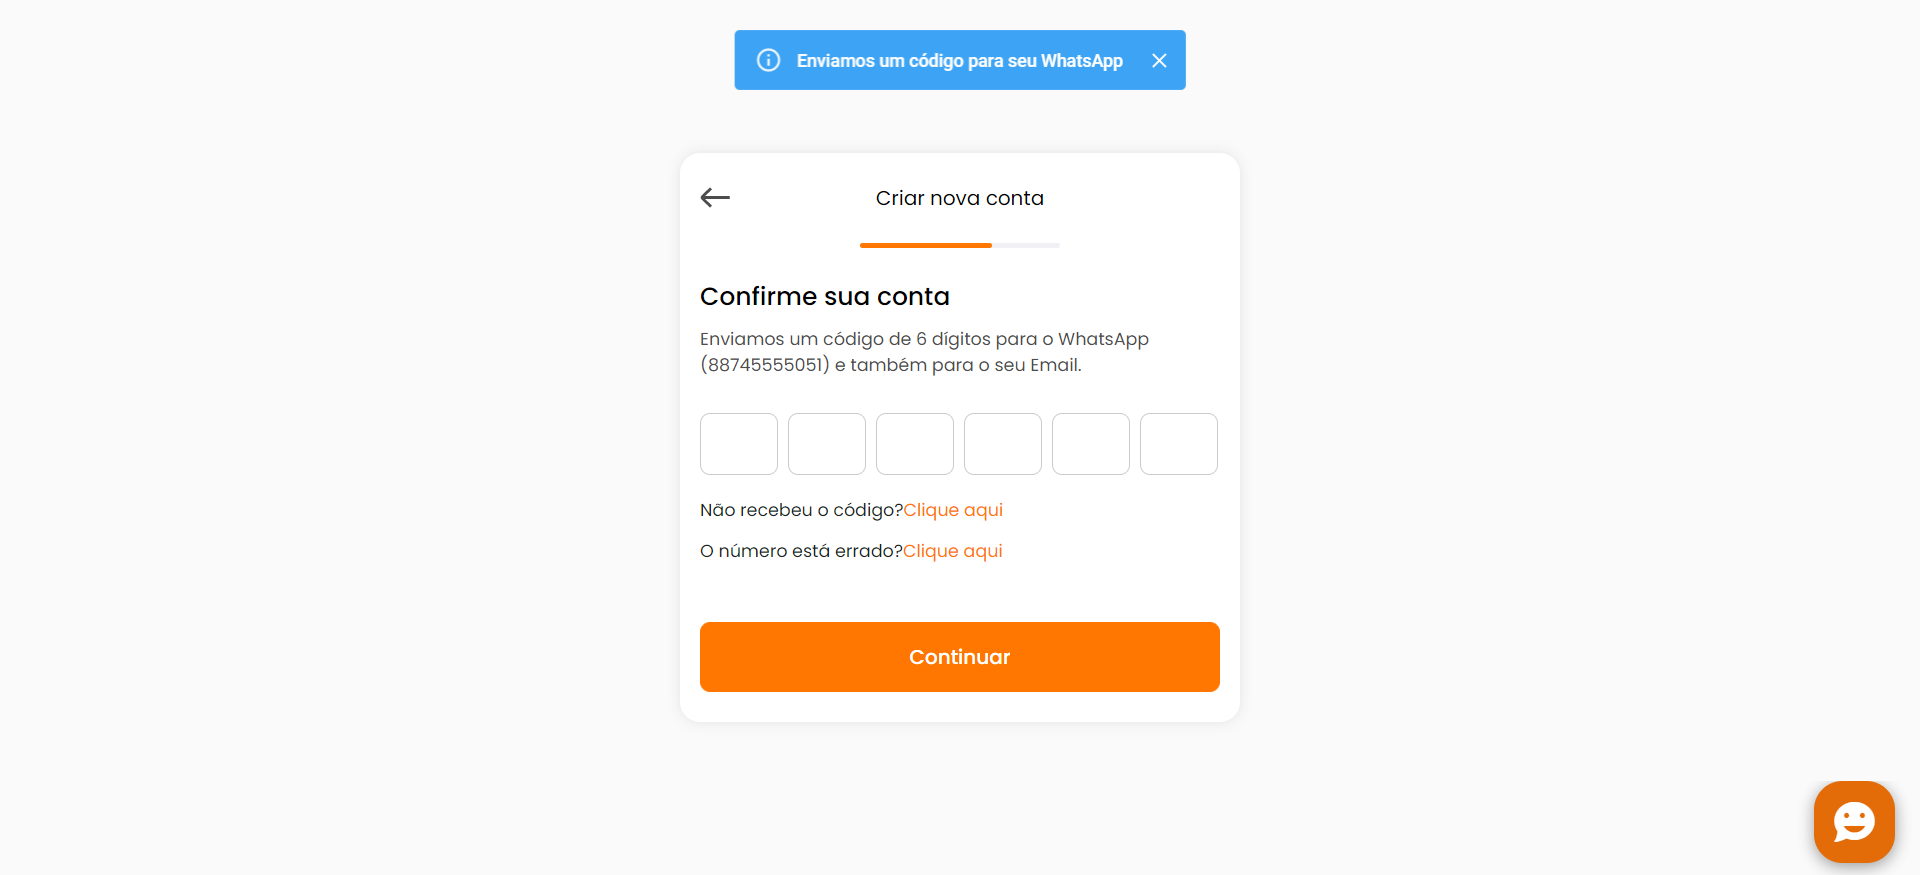 Enviamos um código para seu WhatsApp
Criar nova conta
Confirme sua conta
Enviamos um código de 6 dígitos para o WhatsApp
(88745555051) e também para o seu Email.
Não recebeu o código?Clique aqui
O número está errado?Clique aqui
Continuar